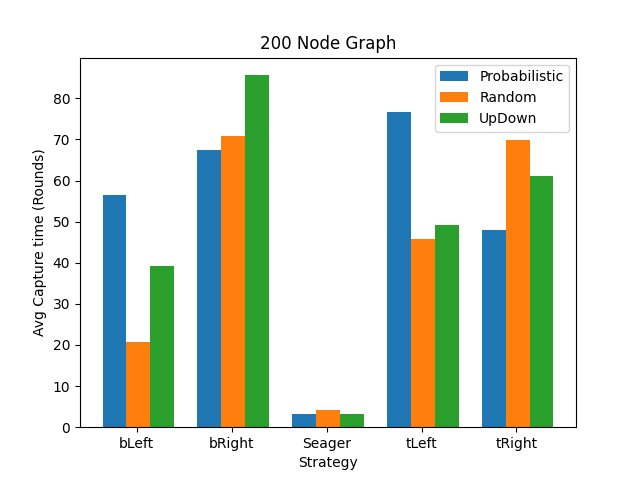 200 Node Graph
Probabilistic
Random
UpDown
Avg Capture time (Rounds)
80
70
60
50
40
30
20
10
0
bLeft bRight Seager tLeft tRight
Strategy